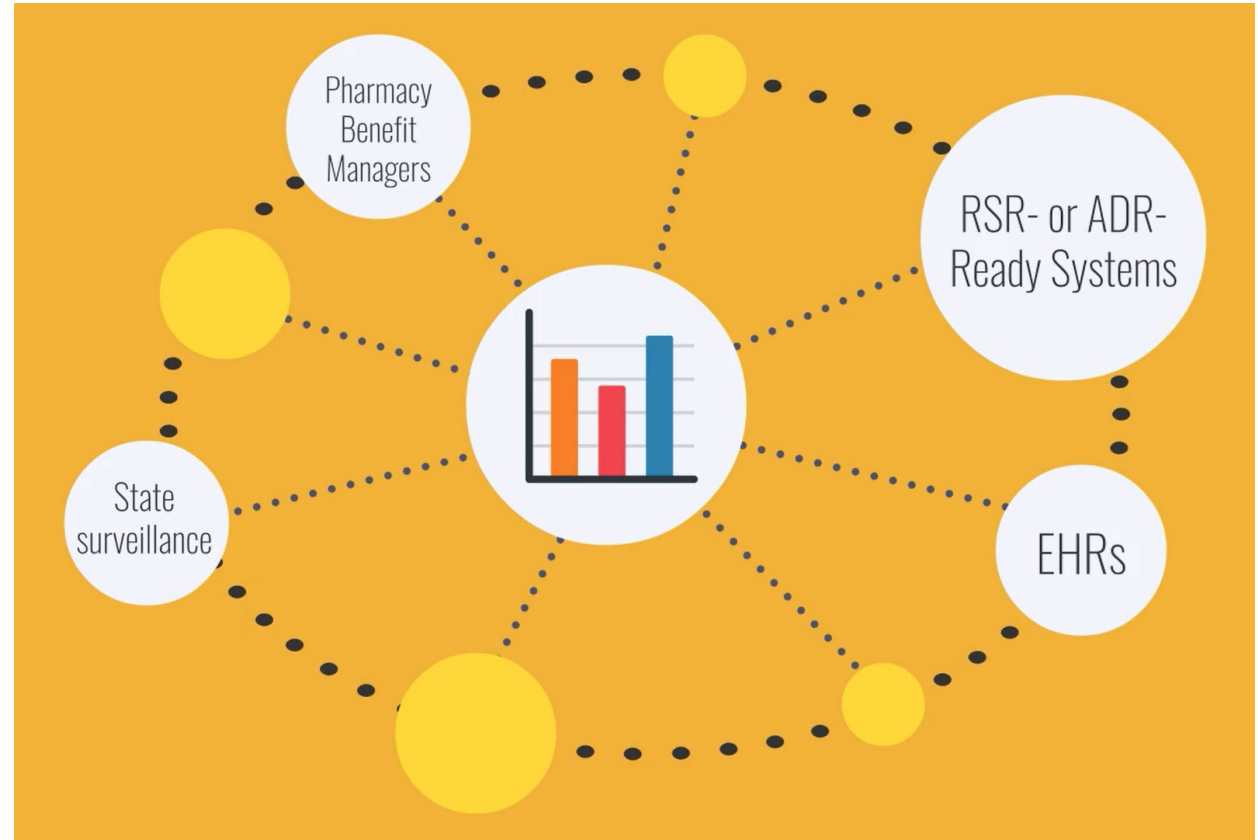 Pharmacy
Benefit
Managers
RSR- or ADR-
Ready Systems
State
surveillance
EHRs